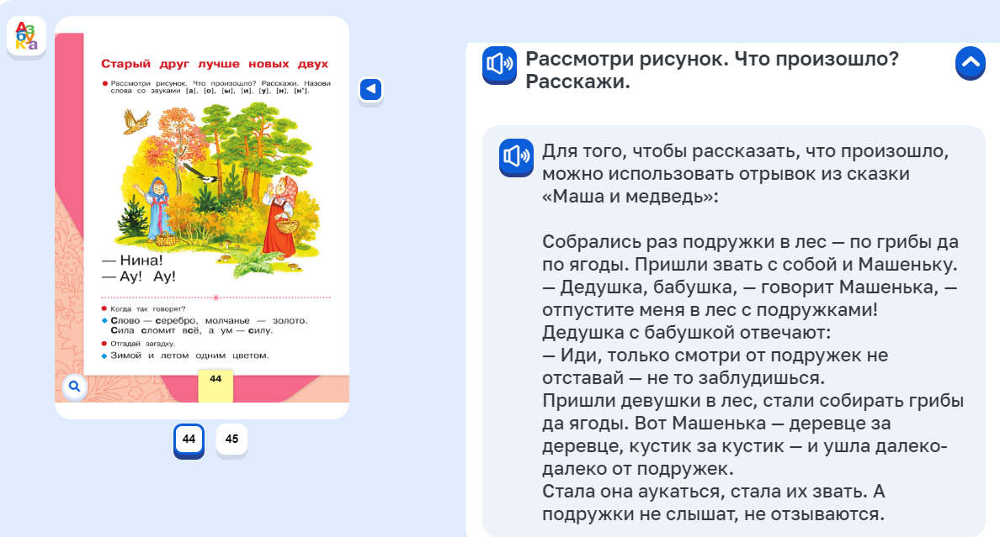 Азбука
Старый друг лучше новых двух
Рассмотри рисунок. Что произошло? Расскажи. Назови
слова со звуками [а], [о], [ы], [и], [у], [н], [н'].
— Нина!
— Ау! Ау!
Когда так говорят?
Слово — серебро, молчанье — золото.
Сила сломит всё, а ум — силу.
Отгадай загадку.
Зимой и летом одним цветом.
44
44
45
Рассмотри рисунок. Что произошло?
Расскажи.
Для того, чтобы рассказать, что произошло,
можно использовать отрывок из сказки
«Маша и медведь»:
Собрались раз подружки в лес — по грибы да
по ягоды. Пришли звать с собой и Машеньку.
— Дедушка, бабушка, — говорит Машенька, —
отпустите меня в лес с подружками!
Дедушка с бабушкой отвечают:
— Иди, только смотри от подружек не
отставай — не то заблудишься.
Пришли девушки в лес, стали собирать грибы
да ягоды. Вот Машенька — деревце за
деревце, кустик за кустик — и ушла далеко-
далеко от подружек.
Стала она аукаться, стала их звать. А
подружки не слышат, не отзываются.